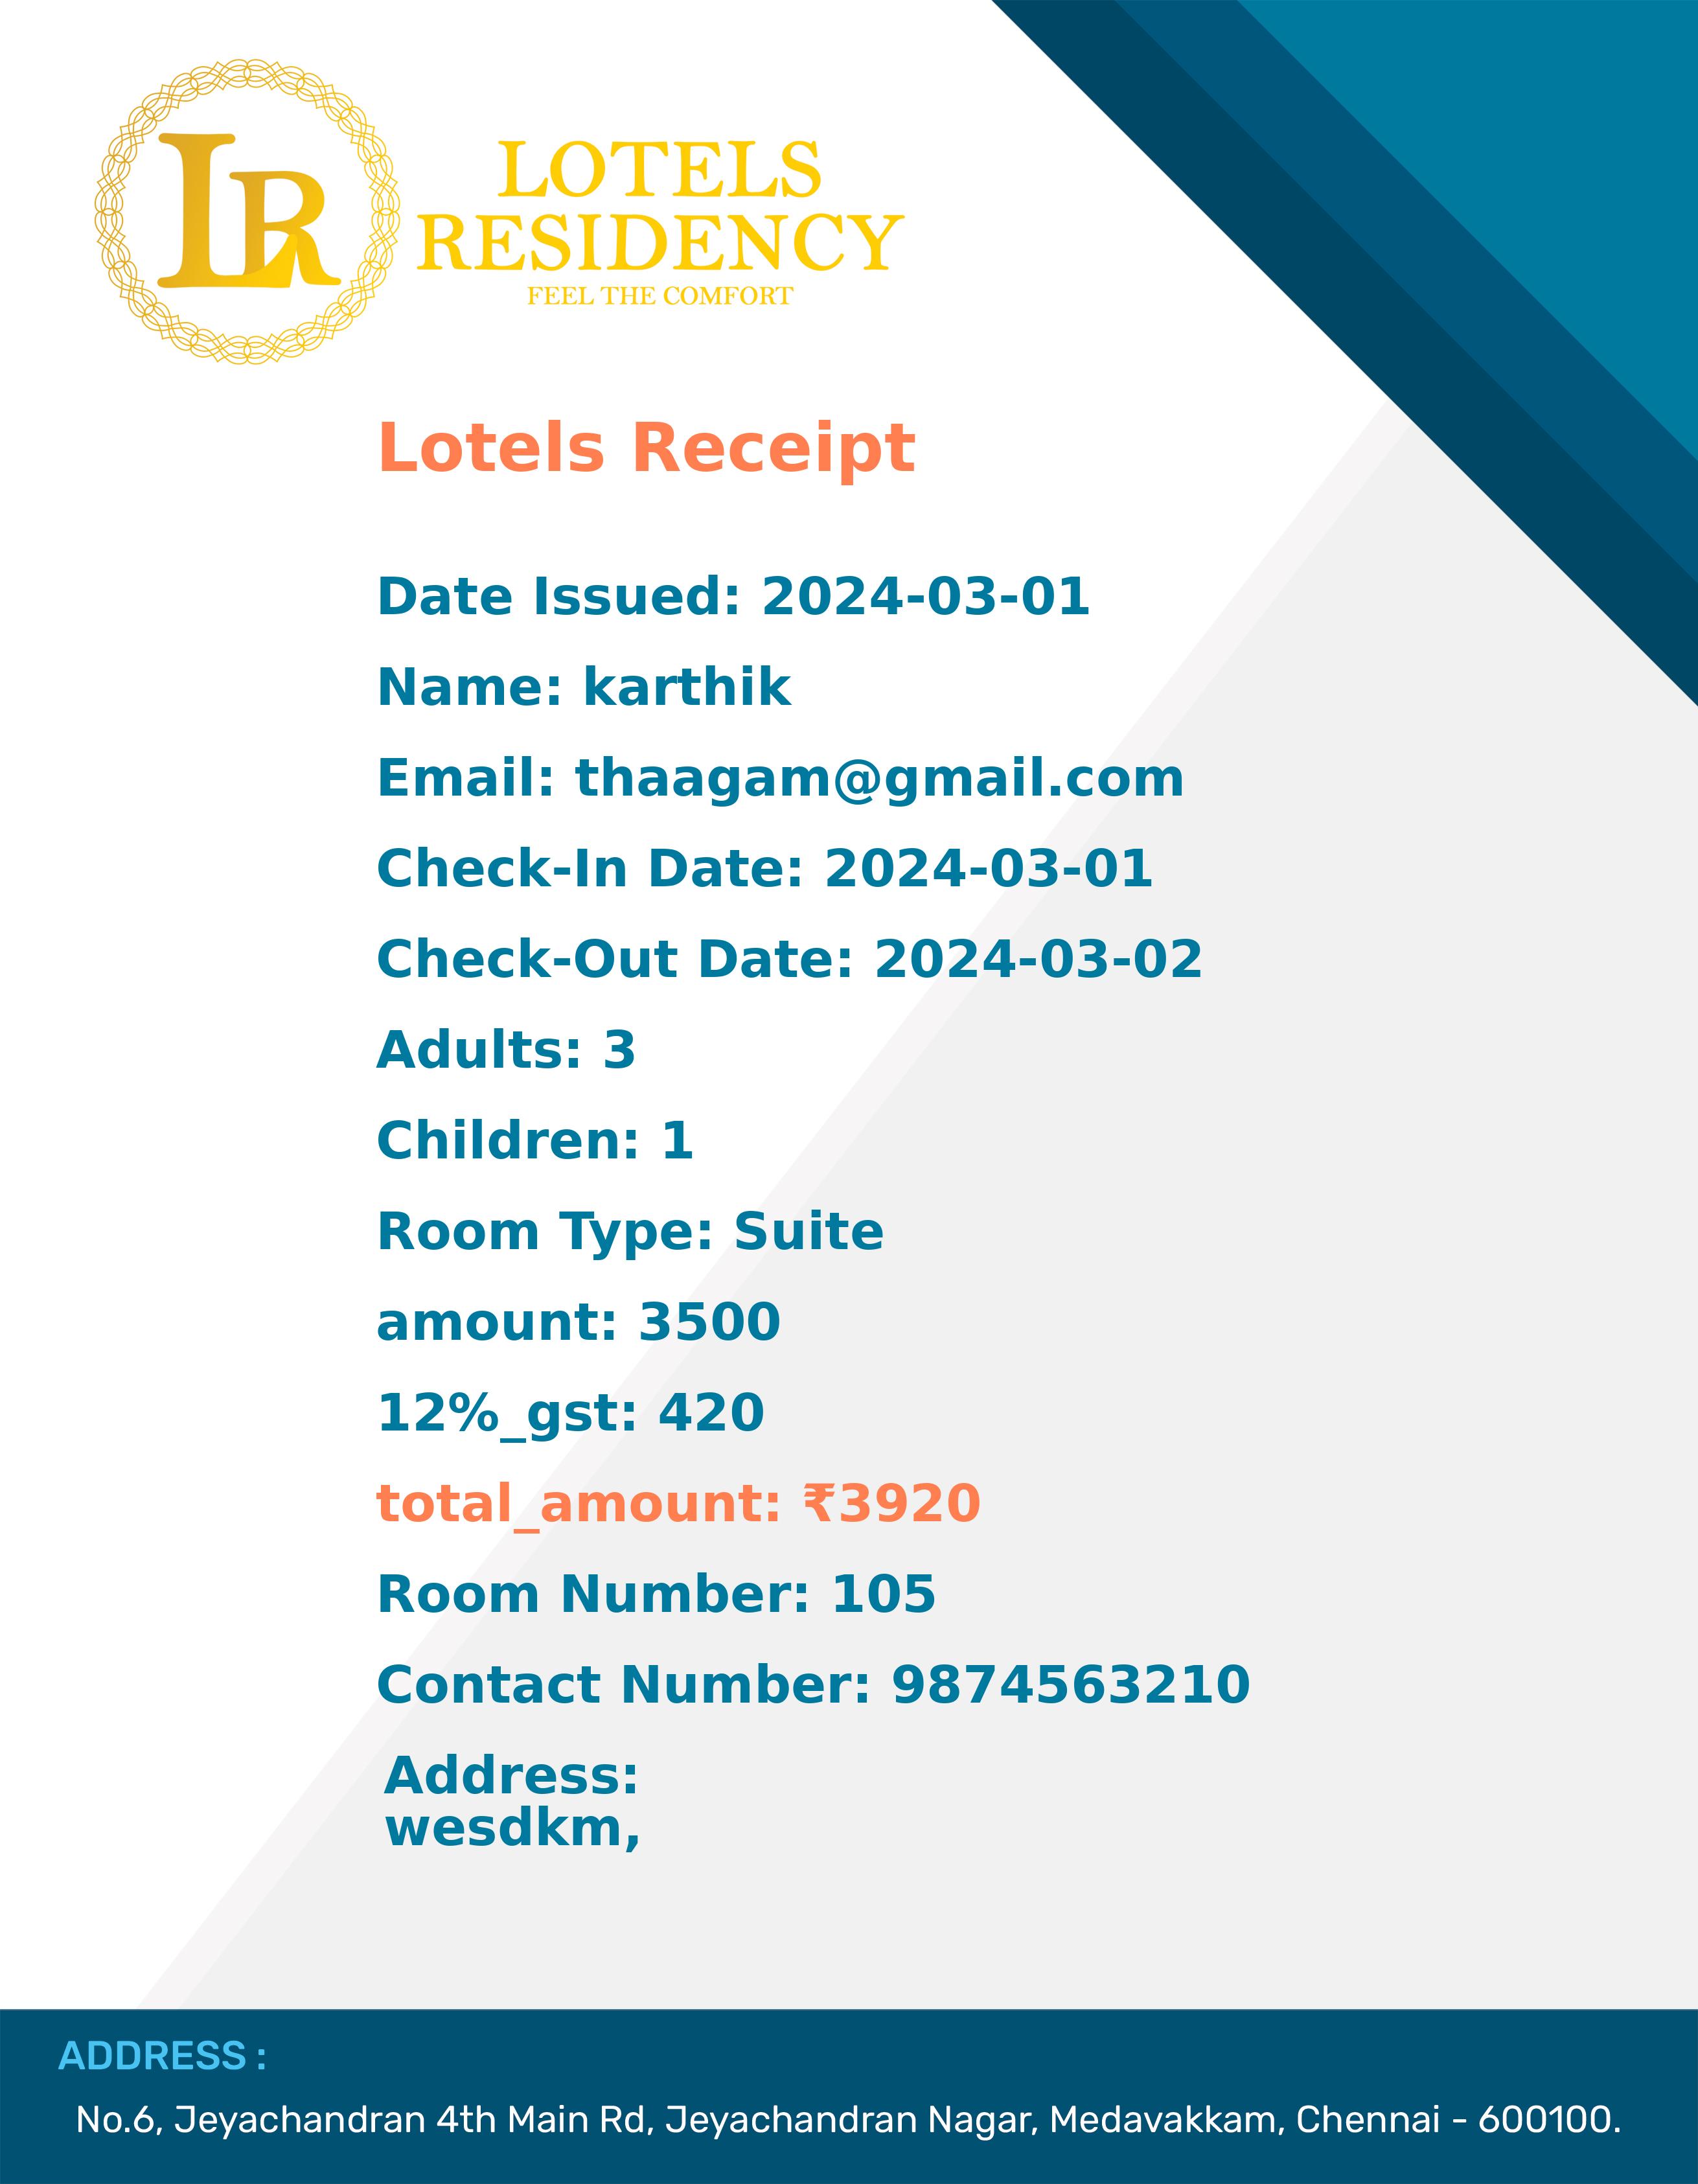 LR
LOTELS
RESIDENCY
FEEL THE COMFORT
Lotels Receipt
Date Issued: 2024-03-01
Name: karthik
Email: thaagam@gmail.com
Check-In Date: 2024-03-01
Check-Out Date: 2024-03-02
Adults: 3
Children: 1
Room Type: Suite
amount: 3500
12%_gst: 420
total_amount: ₹3920
Room Number: 105
Contact Number: 9874563210
Address:
wesdkm,
ADDRESS :
No.6, Jeyachandran 4th Main Rd, Jeyachandran Nagar, Medavakkam, Chennai - 600100.